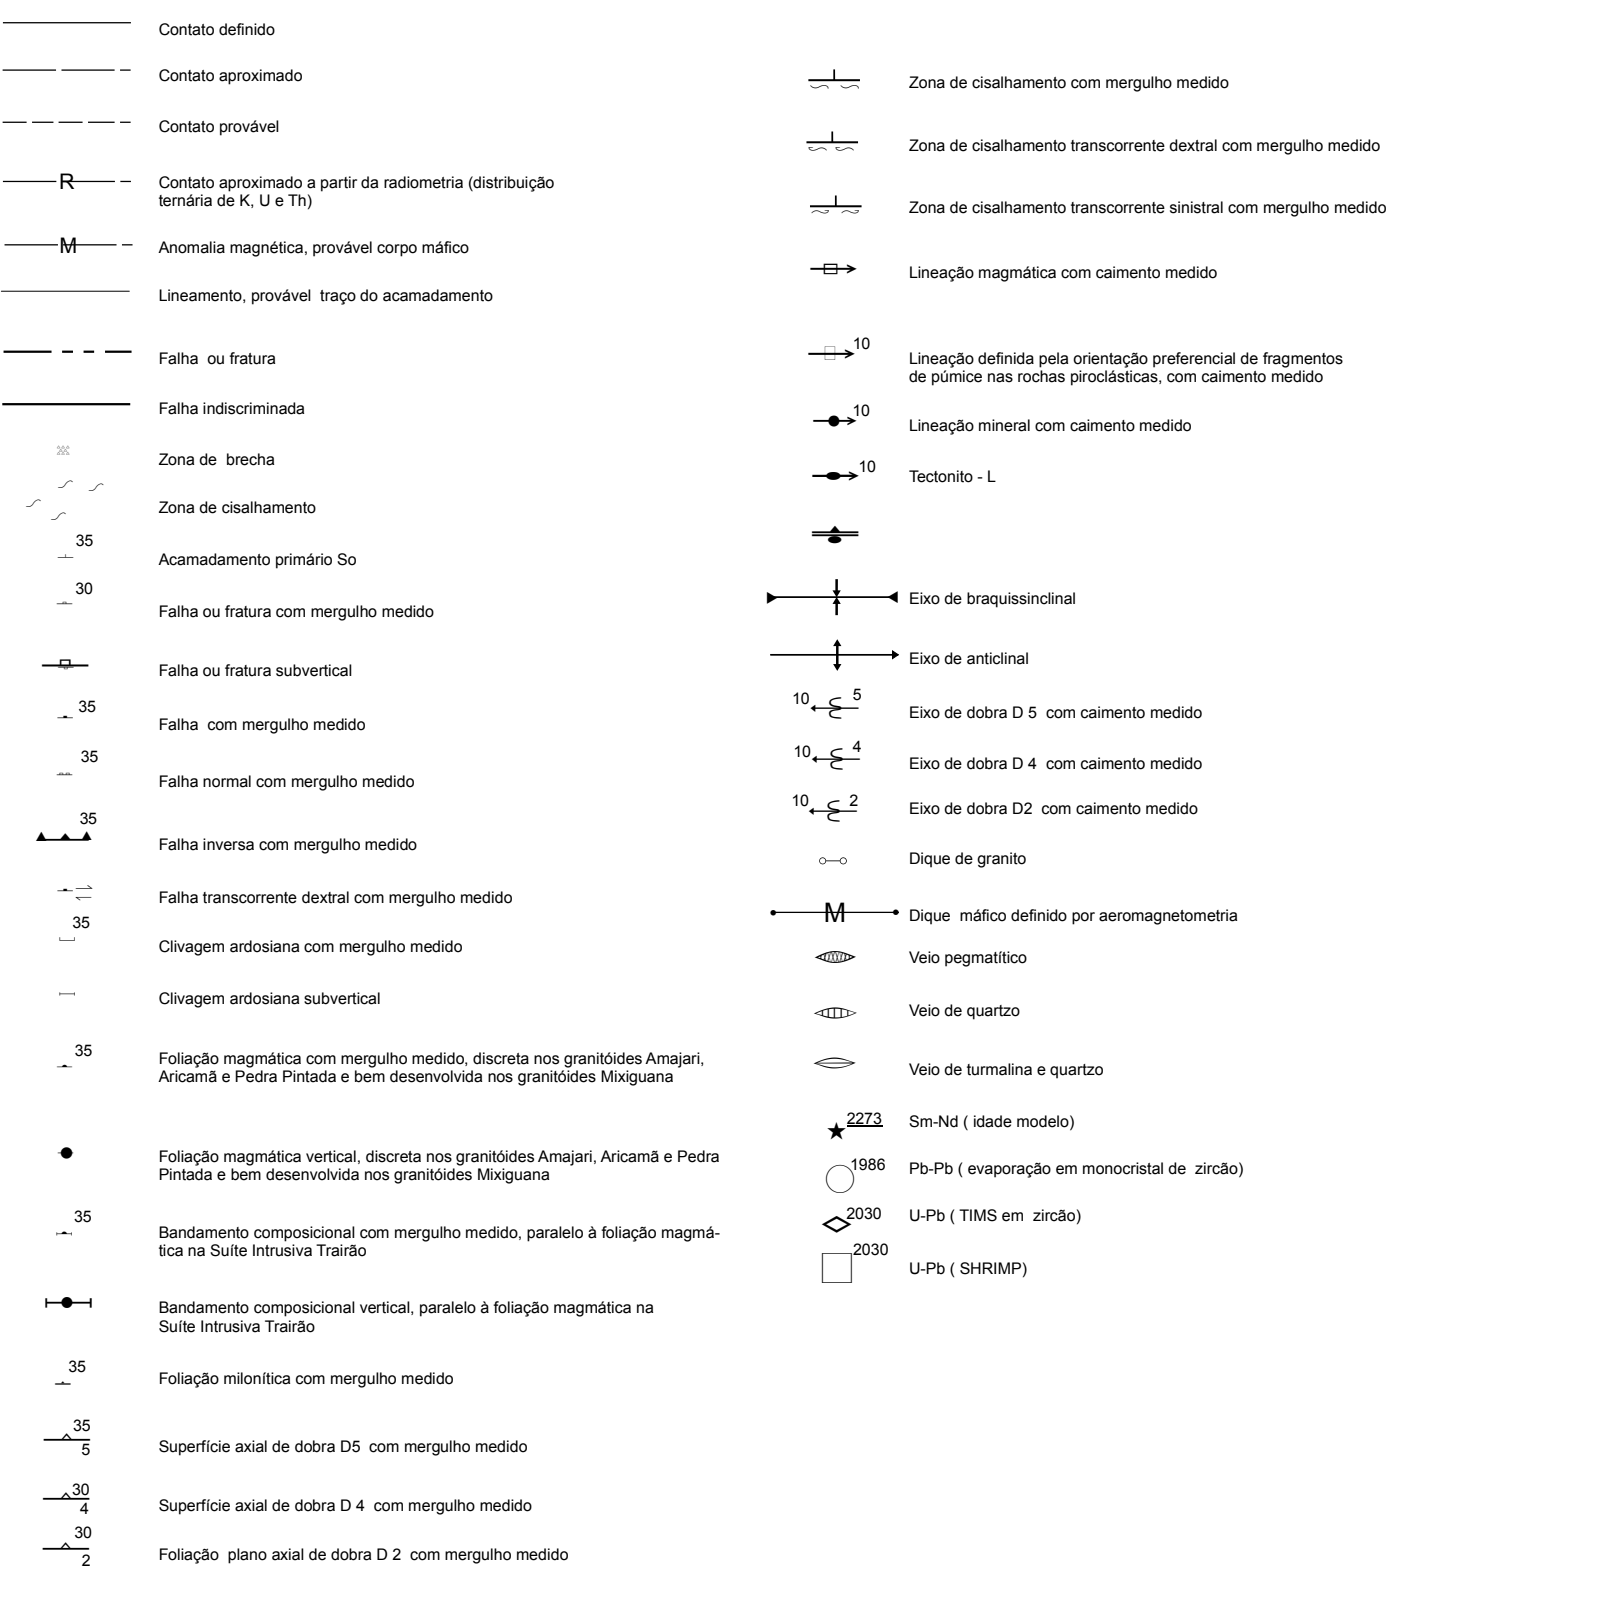 Contato definido
Contato aproximado
Contato provável
R
Contato aproximado a partir da radiometria (distribuição
ternária de K, U e Th)
M
Anomalia magnética, provável corpo máfico
Lineamento, provável traço do acamadamento
Falha ou fratura
Falha indiscriminada
Zona de brecha
Zona de cisalhamento
35
Acamadamento primário So
30
Falha ou fratura com mergulho medido
Falha ou fratura subvertical
35
Falha com mergulho medido
35
Falha normal com mergulho medido
35
Falha inversa com mergulho medido
Falha transcorrente dextral com mergulho medido
35
Clivagem ardosiana com mergulho medido
Clivagem ardosiana subvertical
35
Foliação magmática com mergulho medido, discreta nos granitóides Amajari,
Aricamã e Pedra Pintada e bem desenvolvida nos granitóides Mixiguana
Foliação magmática vertical, discreta nos granitóides Amajari, Aricamã e Pedra
Pintada e bem desenvolvida nos granitóides Mixiguana
35
Bandamento composicional com mergulho medido, paralelo à foliação magmá-
tica na Suíte Intrusiva Trairão
Bandamento composicional vertical, paralelo à foliação magmática na
Suíte Intrusiva Trairão
35
Foliação milonítica com mergulho medido
35
5
Superfície axial de dobra D5 com mergulho medido
30
4
Superfície axial de dobra D 4 com mergulho medido
30
2
Foliação plano axial de dobra D 2 com mergulho medido
Zona de cisalhamento com mergulho medido
Zona de cisalhamento transcorrente dextral com mergulho medido
Zona de cisalhamento transcorrente sinistral com mergulho medido
Lineação magmática com caimento medido
10
Lineação definida pela orientação preferencial de fragmentos
de púmice nas rochas piroclásticas, com caimento medido
10
Lineação mineral com caimento medido
10
Tectonito - L
Eixo de braquissinclinal
Eixo de anticlinal
10 5
Eixo de dobra D 5 com caimento medido
10 4
Eixo de dobra D 4 com caimento medido
10 2
Eixo de dobra D2 com caimento medido
Dique de granito
M
Dique máfico definido por aeromagnetometria
Veio pegmatítico
Veio de quartzo
Veio de turmalina e quartzo
2273
Sm-Nd ( idade modelo)
1986
Pb-Pb ( evaporação em monocristal de zircão)
2030
U-Pb ( TIMS em zircão)
2030
U-Pb ( SHRIMP)